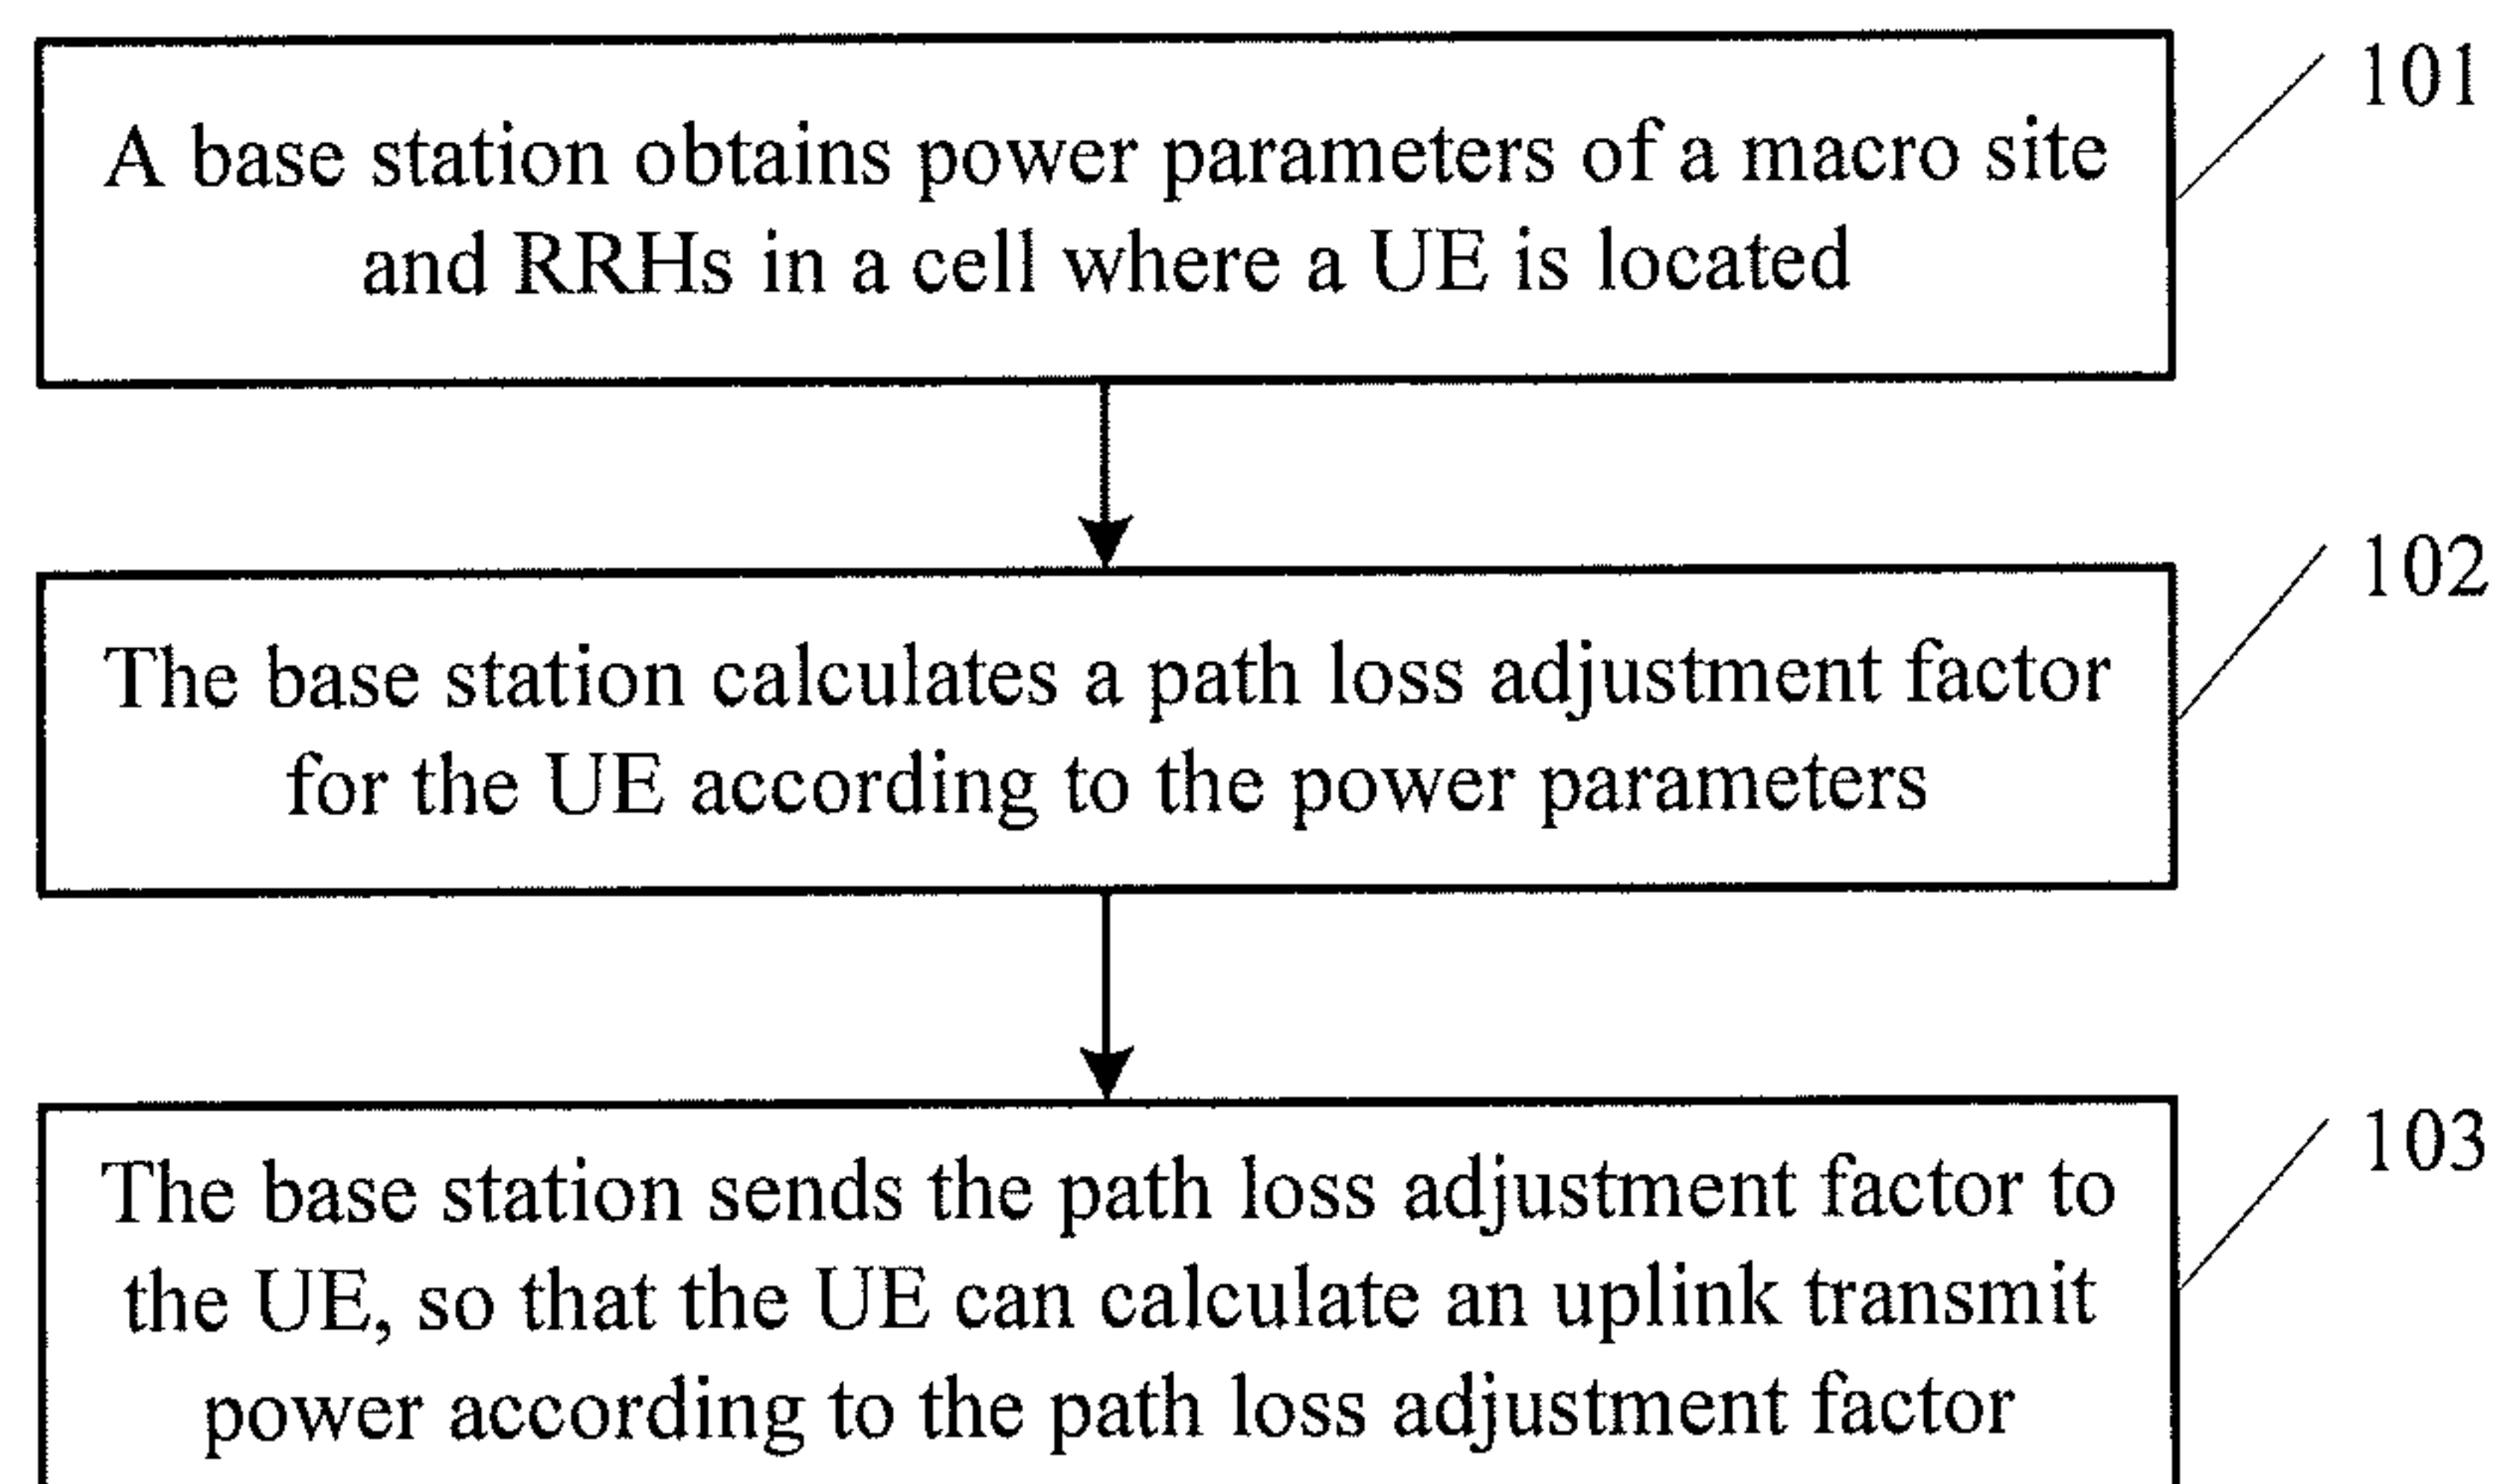 A base station obtains power parameters of a macro site
and RRHs in a cell where a UE is located
101
The base station calculates a path loss adjustment factor
for the UE according to the power parameters
102
The base station sends the path loss adjustment factor to
the UE, so that the UE can calculate an uplink transmit
power according to the path loss adjustment factor
103